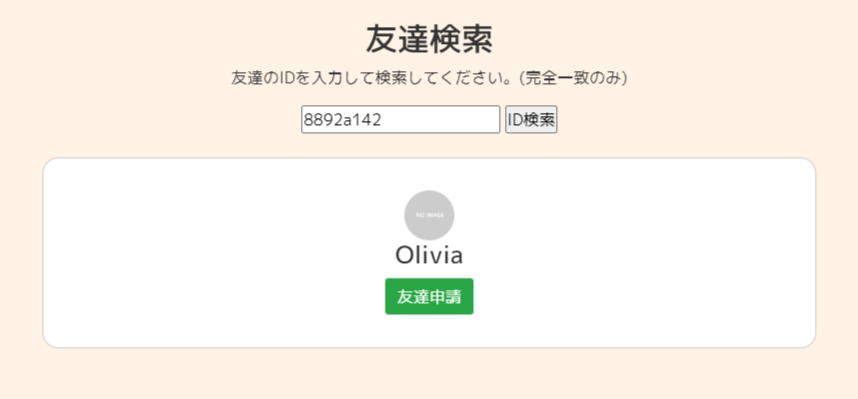 友達検索
友達のIDを入力して検索してください。(完全一致のみ)
8892a142 ID検索
NO IMAGE
Olivia
友達申請